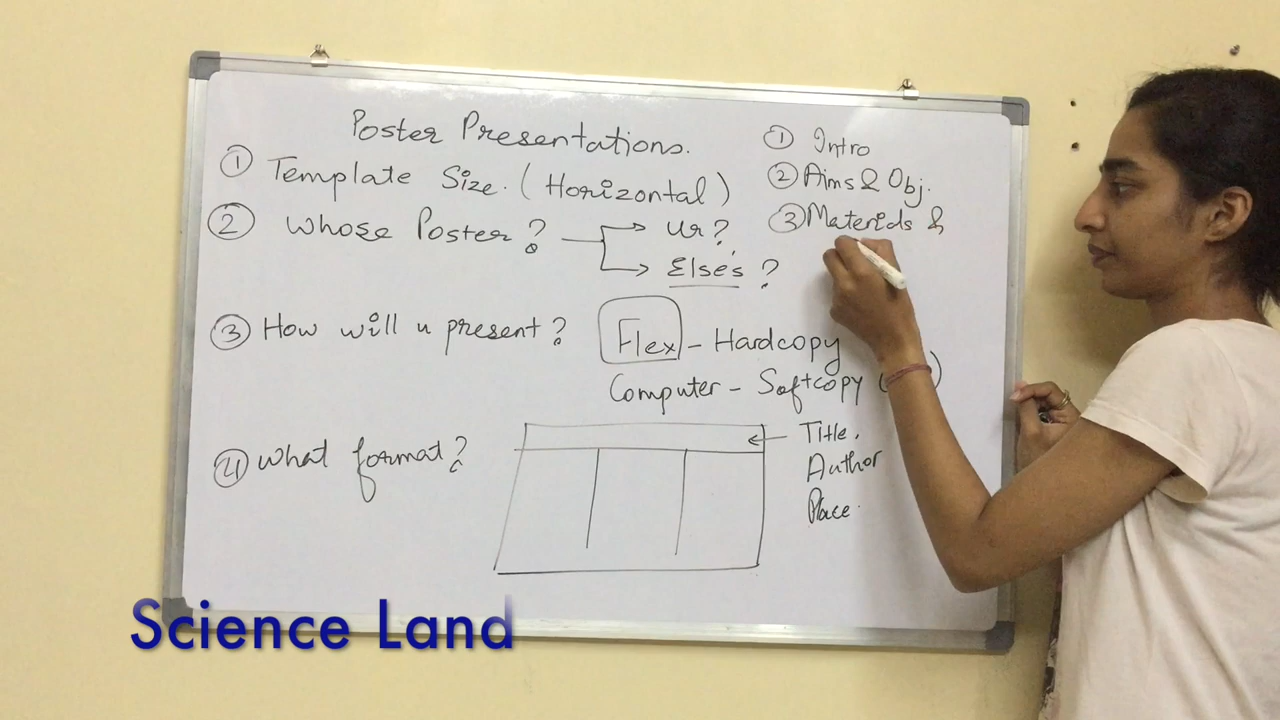 Poster Presentations.
① Template Size. (Horizontal)
② Whose Poster? → Ur?
→ Else's?
③ How will u present? Flex - Hardcopy
Computer - Softcopy
④ What format?
Title,
Author
Place.
① Intro
② Aims & Obj.
③ Materials &
Science Land